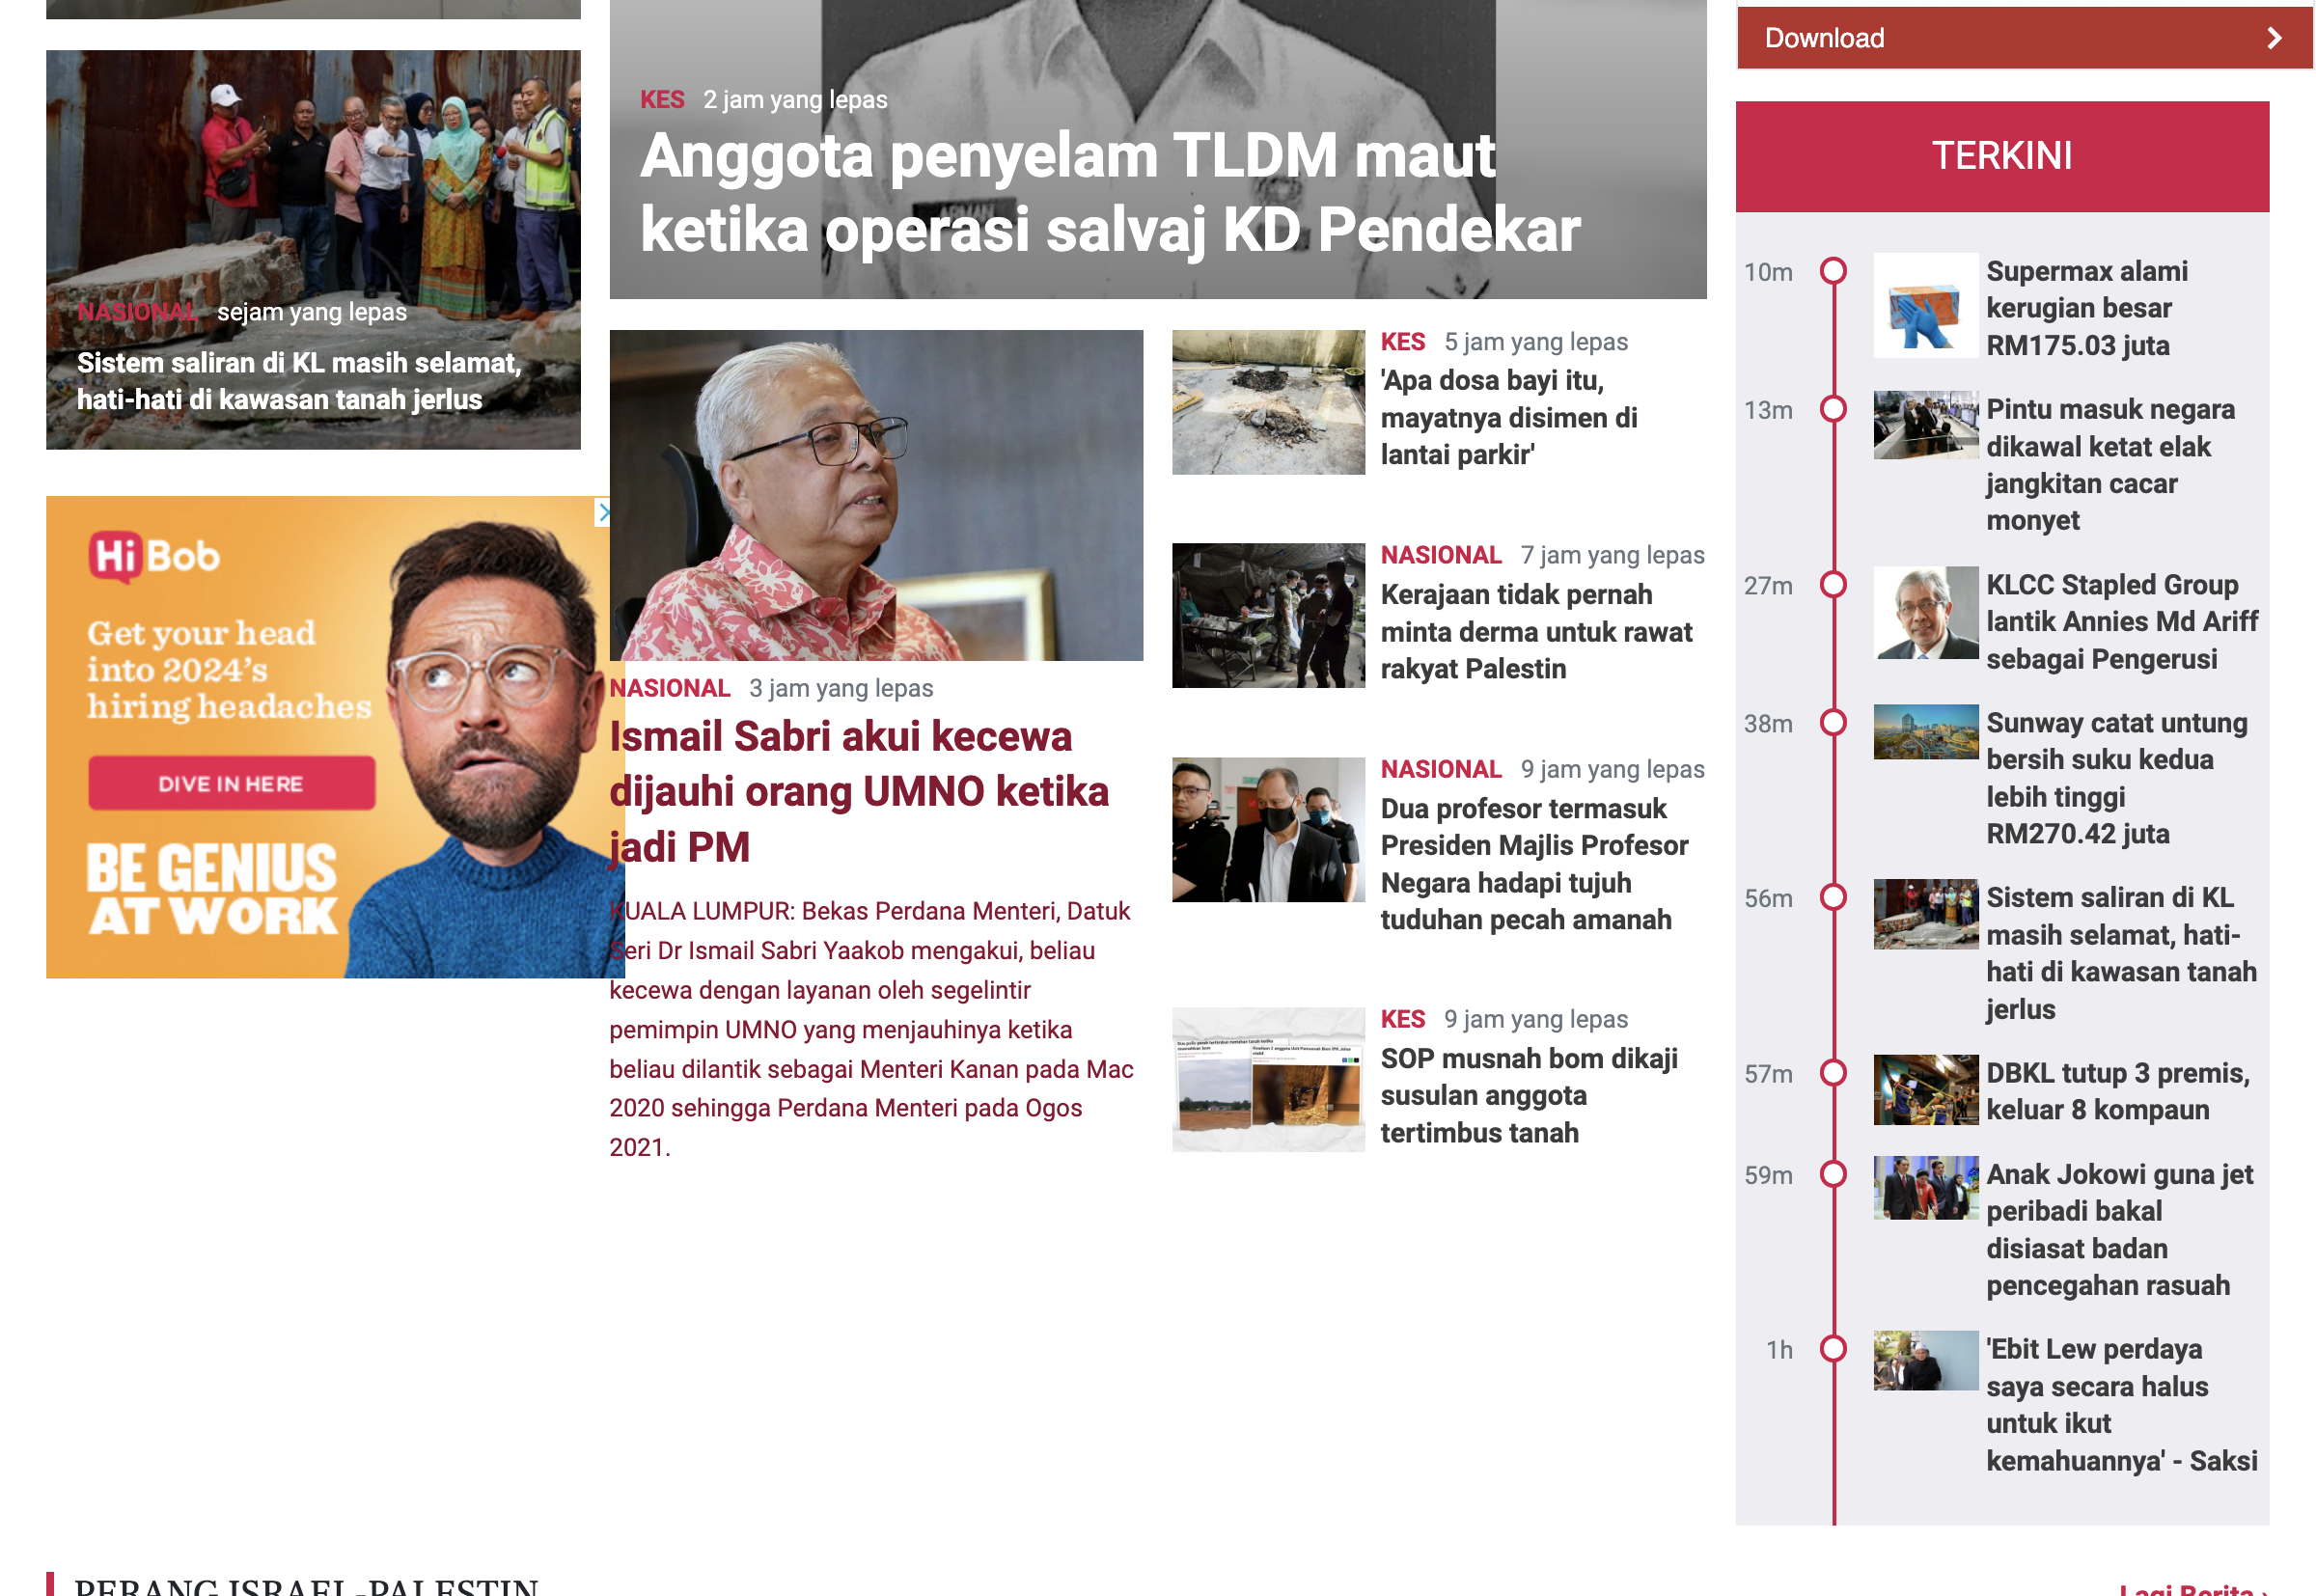 NASIONAL sejam yang lepas
Sistem saliran di KL masih selamat,
hati-hati di kawasan tanah jerlus
Hi Bob
Get your head
into 2024's
hiring headaches
DIVE IN HERE
BE GENIUS
AT WORK
KES 2 jam yang lepas
Anggota penyelam TLDM maut
ketika operasi salvaj KD Pendekar
NASIONAL 3 jam yang lepas
Ismail Sabri akui kecewa
dijauhi orang UMNO ketika
jadi PM
KUALA LUMPUR: Bekas Perdana Menteri, Datuk
Seri Dr Ismail Sabri Yaakob mengakui, beliau
kecewa dengan layanan oleh segelintir
pemimpin UMNO yang menjauhinya ketika
beliau dilantik sebagai Menteri Kanan pada Mac
2020 sehingga Perdana Menteri pada Ogos
2021.
KES 5 jam yang lepas
'Apa dosa bayi itu,
mayatnya disimen di
lantai parkir'
NASIONAL 7 jam yang lepas
Kerajaan tidak pernah
minta derma untuk rawat
rakyat Palestin
NASIONAL 9 jam yang lepas
Dua profesor termasuk
Presiden Majlis Profesor
Negara hadapi tujuh
tuduhan pecah amanah
KES 9 jam yang lepas
SOP musnah bom dikaji
susulan anggota
tertimbus tanah
Download
TERKINI
10m
Supermax alami
kerugian besar
RM175.03 juta
13m
Pintu masuk negara
dikawal ketat elak
jangkitan cacar
monyet
27m
KLCC Stapled Group
lantik Annies Md Ariff
sebagai Pengerusi
38m
Sunway catat untung
bersih suku kedua
lebih tinggi
RM270.42 juta
56m
Sistem saliran di KL
masih selamat, hati-
hati di kawasan tanah
jerlus
57m
DBKL tutup 3 premis,
keluar 8 kompaun
59m
Anak Jokowi guna jet
peribadi bakal
disiasat badan
pencegahan rasuah
1h
'Ebit Lew perdaya
saya secara halus
untuk ikut
kemahuannya' - Saksi
PERANG ISRAEL-PALESTIN
Lagi Berita ›